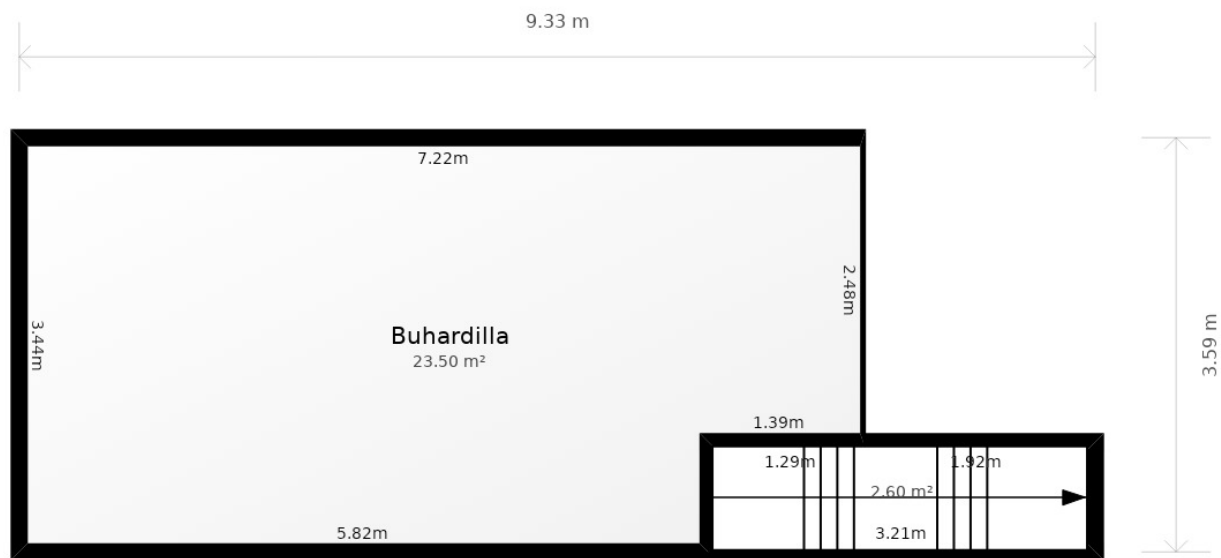 9.33 m
7.22m
2.48m
3.44m
3.59 m
Buhardilla
23.50 m²
1.39m
1.29m
1.92m
2.60 m²
5.82m
3.21m